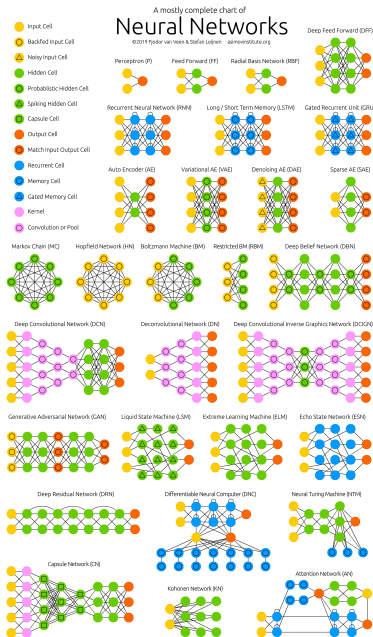 A mostly complete chart of
Neural Networks
©2019 Fjodor van Veen & Stefan Leijnen asimovinstitute.org
Input Cell
Backfed Input Cell
Noisy Input Cell
Hidden Cell
Probablistic Hidden Cell
Spiking Hidden Cell
Capsule Cell
Output Cell
Match Input Output Cell
Recurrent Cell
Memory Cell
Gated Memory Cell
Kernel
Convolution or Pool
Deep Feed Forward (DFF)
Perceptron (P)
Feed Forward (FF)
Radial Basis Network (RBF)
Recurrent Neural Network (RNN)
Long / Short Term Memory (LSTM)
Gated Recurrent Unit (GRU)
Auto Encoder (AE)
Variational AE (VAE)
Denoising AE (DAE)
Sparse AE (SAE)
Markov Chain (MC)
Hopfield Network (HN)
Boltzmann Machine (BM)
Restricted BM (RBM)
Deep Belief Network (DBN)
Deep Convolutional Network (DCN)
Deconvolutional Network (DN)
Deep Convolutional Inverse Graphics Network (DCIGN)
Generative Adversarial Network (GAN)
Liquid State Machine (LSM)
Extreme Learning Machine (ELM)
Echo State Network (ESN)
Deep Residual Network (DRN)
Differentiable Neural Computer (DNC)
Neural Turing Machine (NTM)
Capsule Network (CN)
Kohonen Network (KN)
Attention Network (AN)